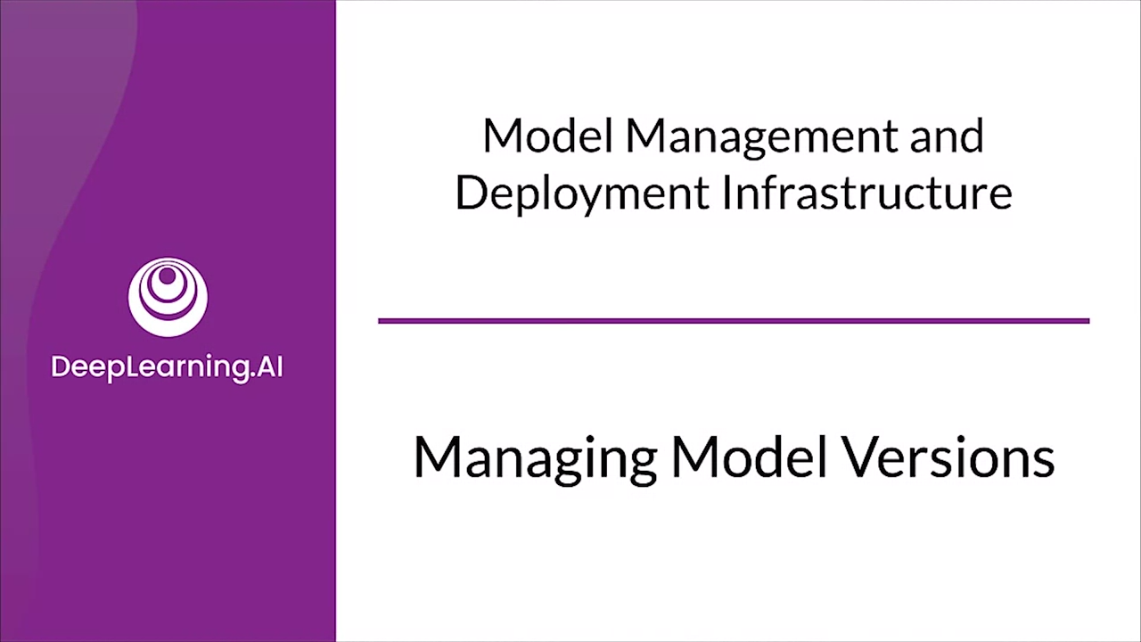 Model Management and
Deployment Infrastructure
DeepLearning.AI
Managing Model Versions